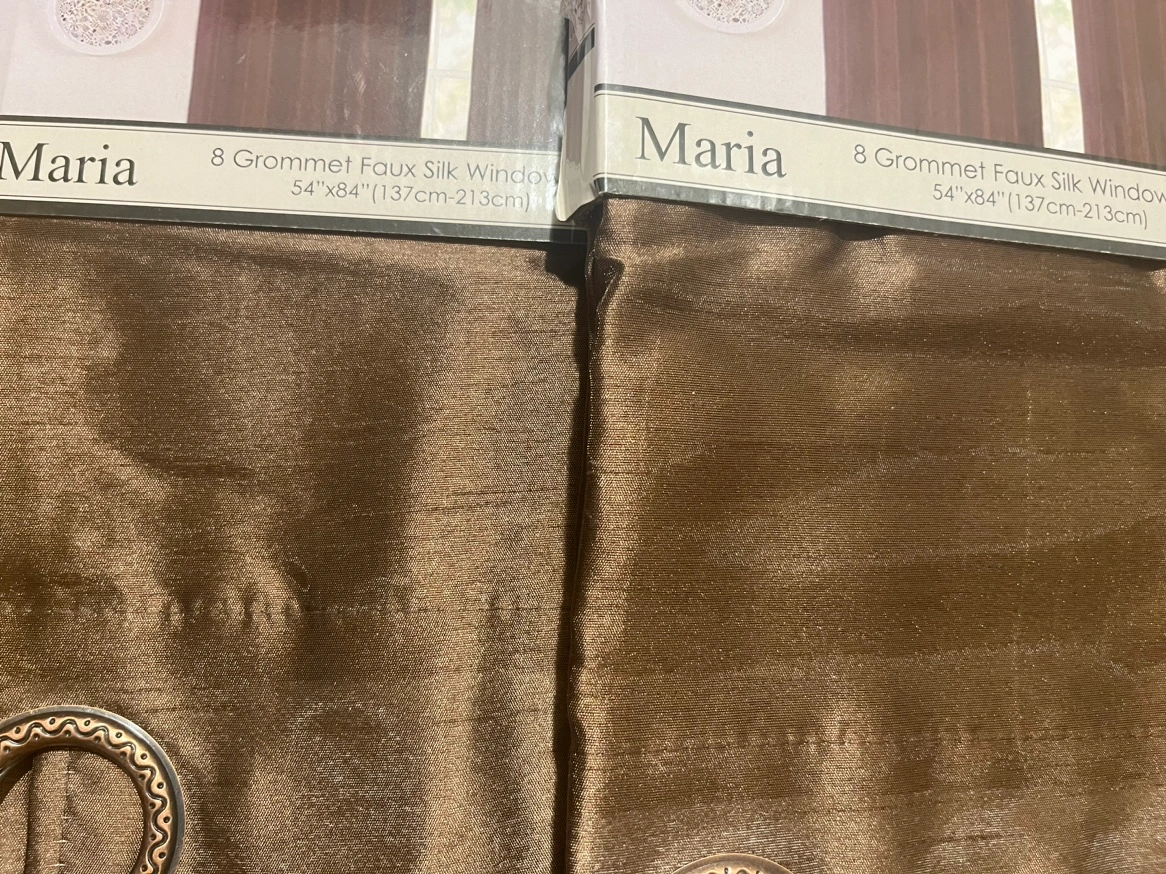 Maria
8 Grommet Faux Silk Window
54"x84"(137cm-213cm)
Maria
8 Grommet Faux Silk Window
54"x84"(137cm-213cm)